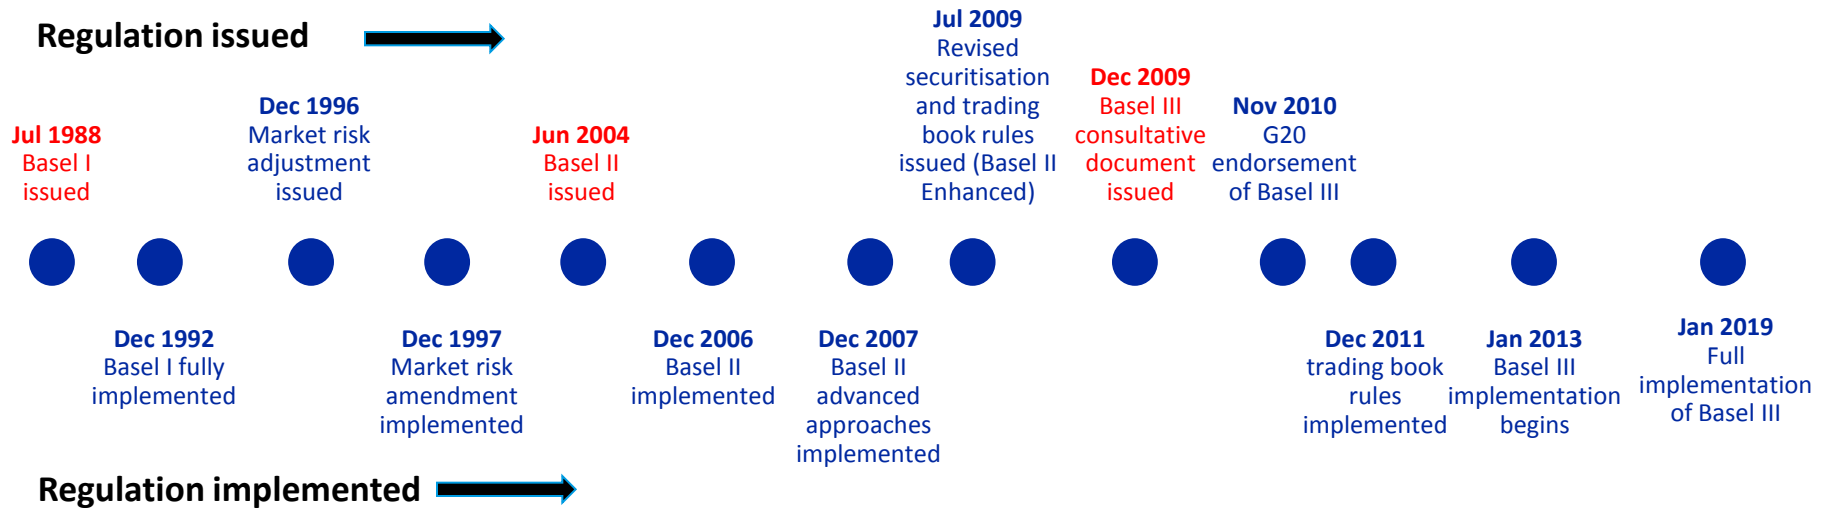 Regulation issued
Jul 1988
Basel I
issued
Dec 1996
Market risk
adjustment
issued
Jun 2004
Basel II
issued
Jul 2009
Revised
securitisation
and trading
book rules
issued (Basel II
Enhanced)
Dec 2009
Basel III
consultative
document
issued
Nov 2010
G20
endorsement
of Basel III
Dec 1992
Basel I fully
implemented
Dec 1997
Market risk
amendment
implemented
Dec 2006
Basel II
implemented
Dec 2007
Basel II
advanced
approaches
implemented
Dec 2011
trading book
rules
implemented
Jan 2013
Basel III
implementation
begins
Jan 2019
Full
implementation
of Basel III
Regulation implemented